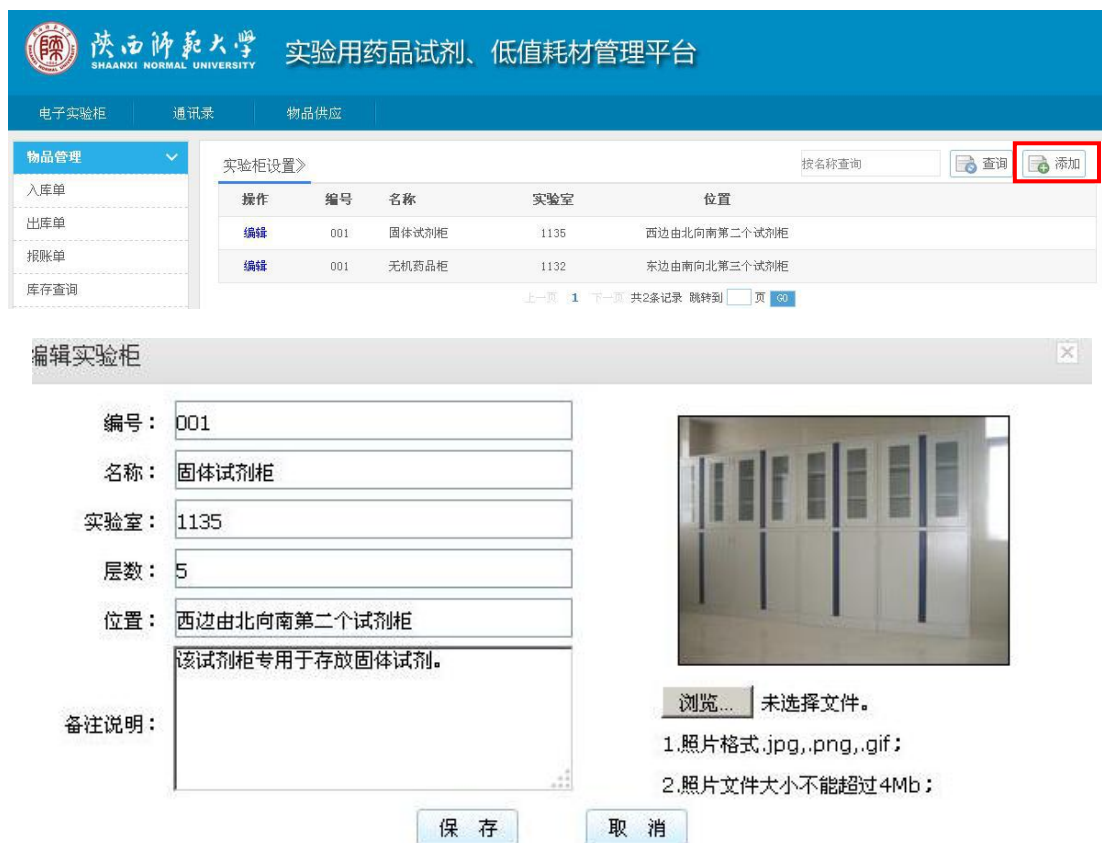 陕西师范大学
SHAANXI NORMAL UNIVERSITY
实验用药品试剂、低值耗材管理平台
电子实验柜 通讯录 物品供应
物品管理
入库单
出库单
报账单
库存查询
实验柜设置》 按名称查询 查询 添加
操作 编号 名称 实验室 位置
编辑 001 固体试剂柜 1135 西边由北向南第二个试剂柜
编辑 001 无机药品柜 1132 东边由南向北第三个试剂柜
上一页 1 下一页 共2条记录 跳转到 页 GO
编辑实验柜
编号： 001
名称： 固体试剂柜
实验室： 1135
层数： 5
位置： 西边由北向南第二个试剂柜
备注说明： 该试剂柜专用于存放固体试剂。
浏览... 未选择文件。
1.照片格式.jpg,.png,.gif；
2.照片文件大小不能超过4Mb；
保 存 取 消